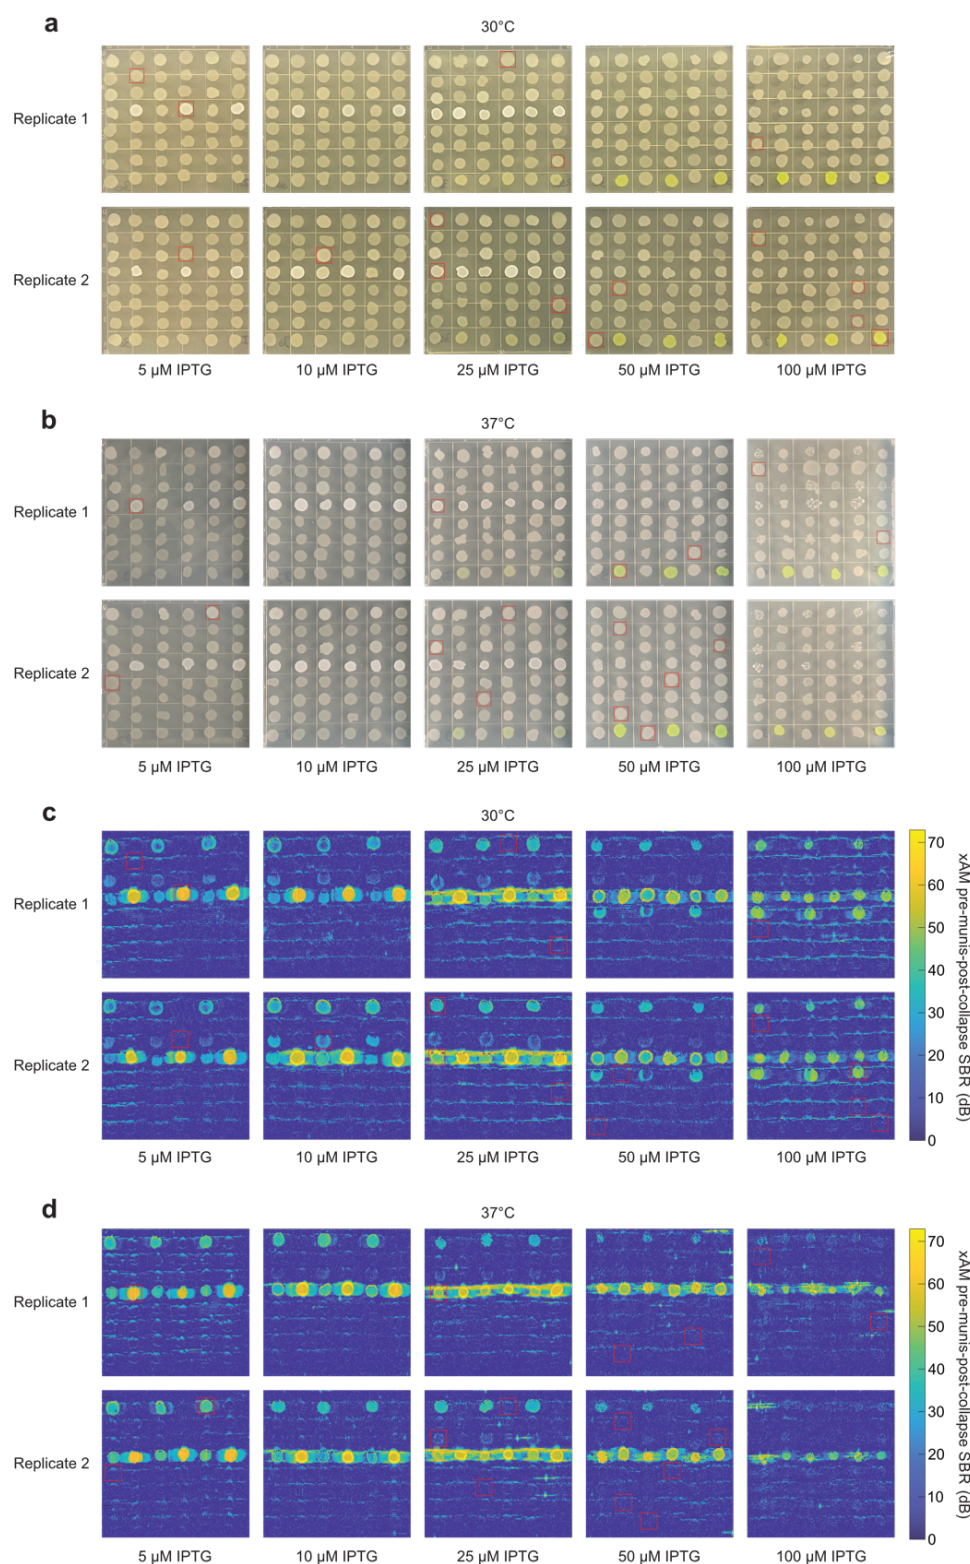 a
30°C
Replicate 1
Replicate 2
5 µM IPTG
10 µM IPTG
25 µM IPTG
50 µM IPTG
100 µM IPTG
b
37°C
Replicate 1
Replicate 2
5 µM IPTG
10 µM IPTG
25 µM IPTG
50 µM IPTG
100 µM IPTG
c
30°C
Replicate 1
Replicate 2
5 µM IPTG
10 µM IPTG
25 µM IPTG
50 µM IPTG
100 µM IPTG
70
60
50
40
30
20
10
0
xAM pre-munis-post-collapse SBR (dB)
d
37°C
Replicate 1
Replicate 2
5 µM IPTG
10 µM IPTG
25 µM IPTG
50 µM IPTG
100 µM IPTG
70
60
50
40
30
20
10
0
xAM pre-munis-post-collapse SBR (dB)